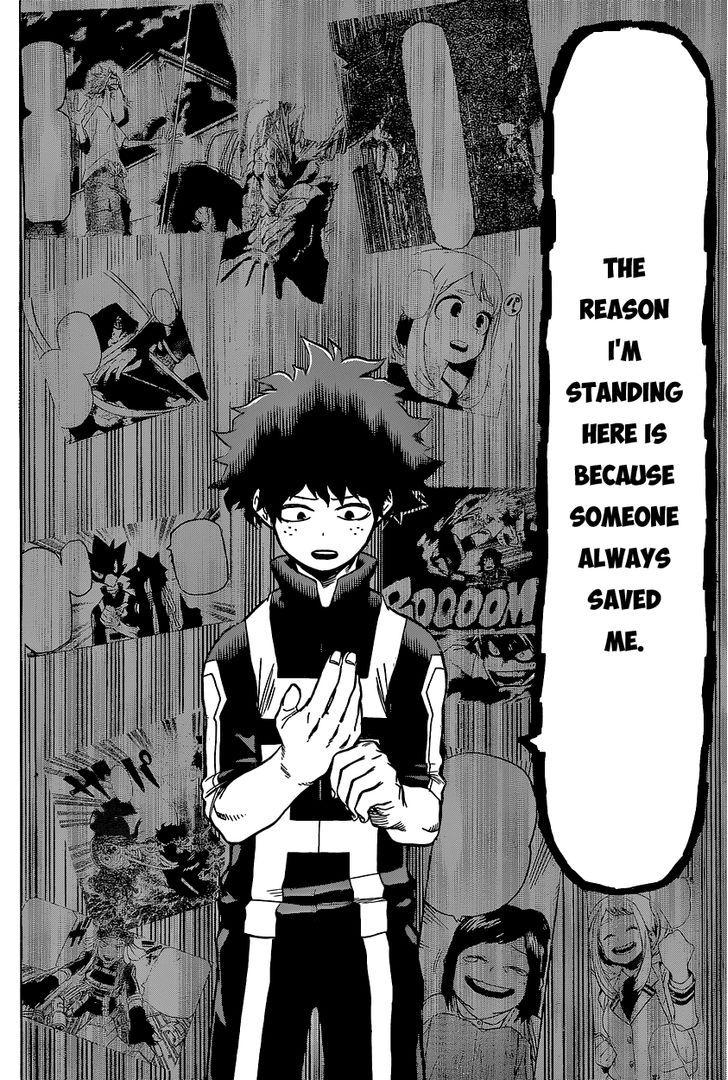 THE
REASON
I'M
STANDING
HERE IS
BECAUSE
SOMEONE
ALWAYS
SAVED
ME.
BOOOOM